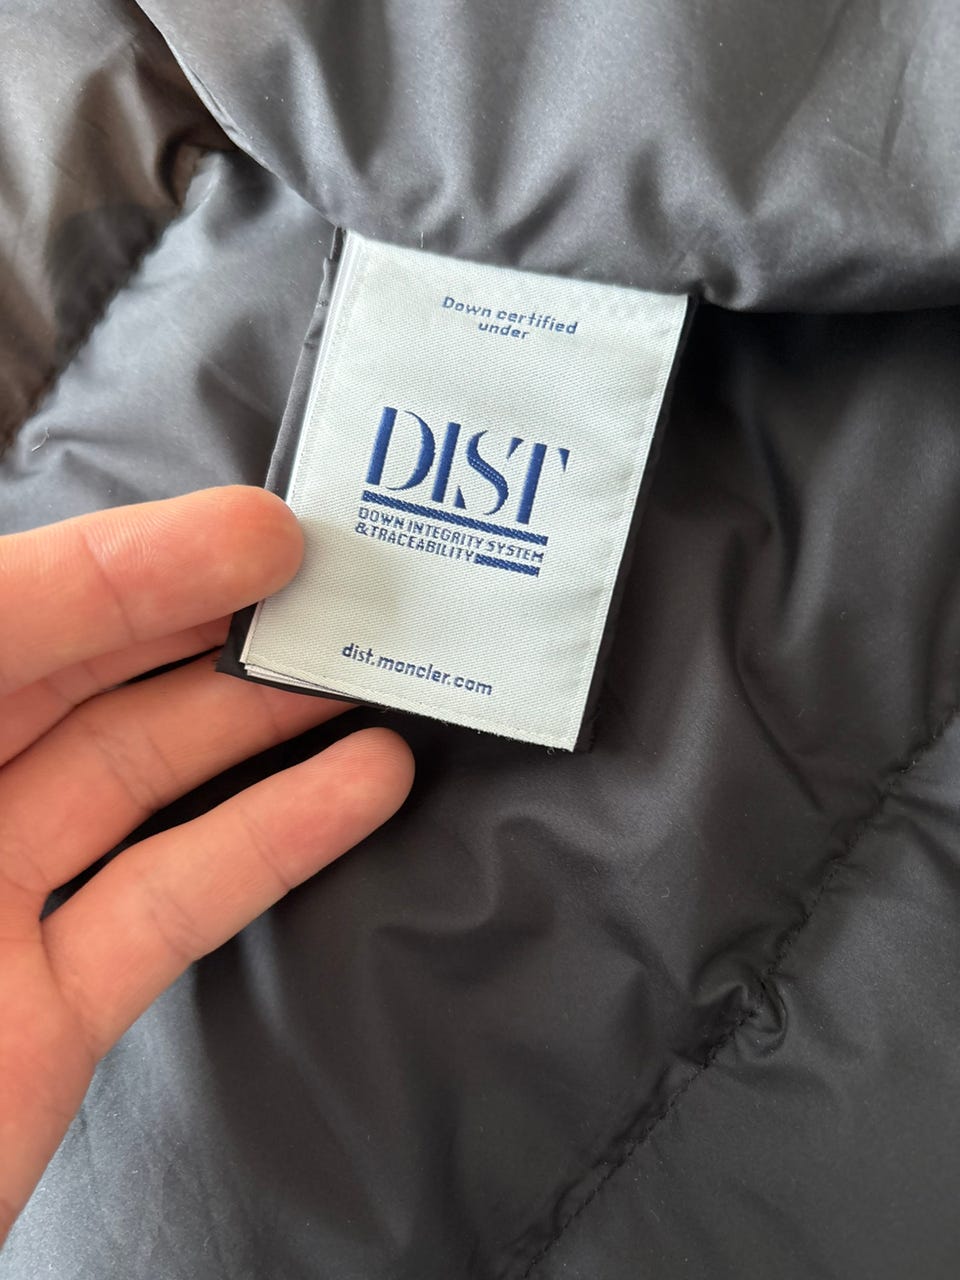 Down certified
under
DIST
DOWN INTEGRITY SYSTEM
&TRACEABILITY
dist.moncler.com